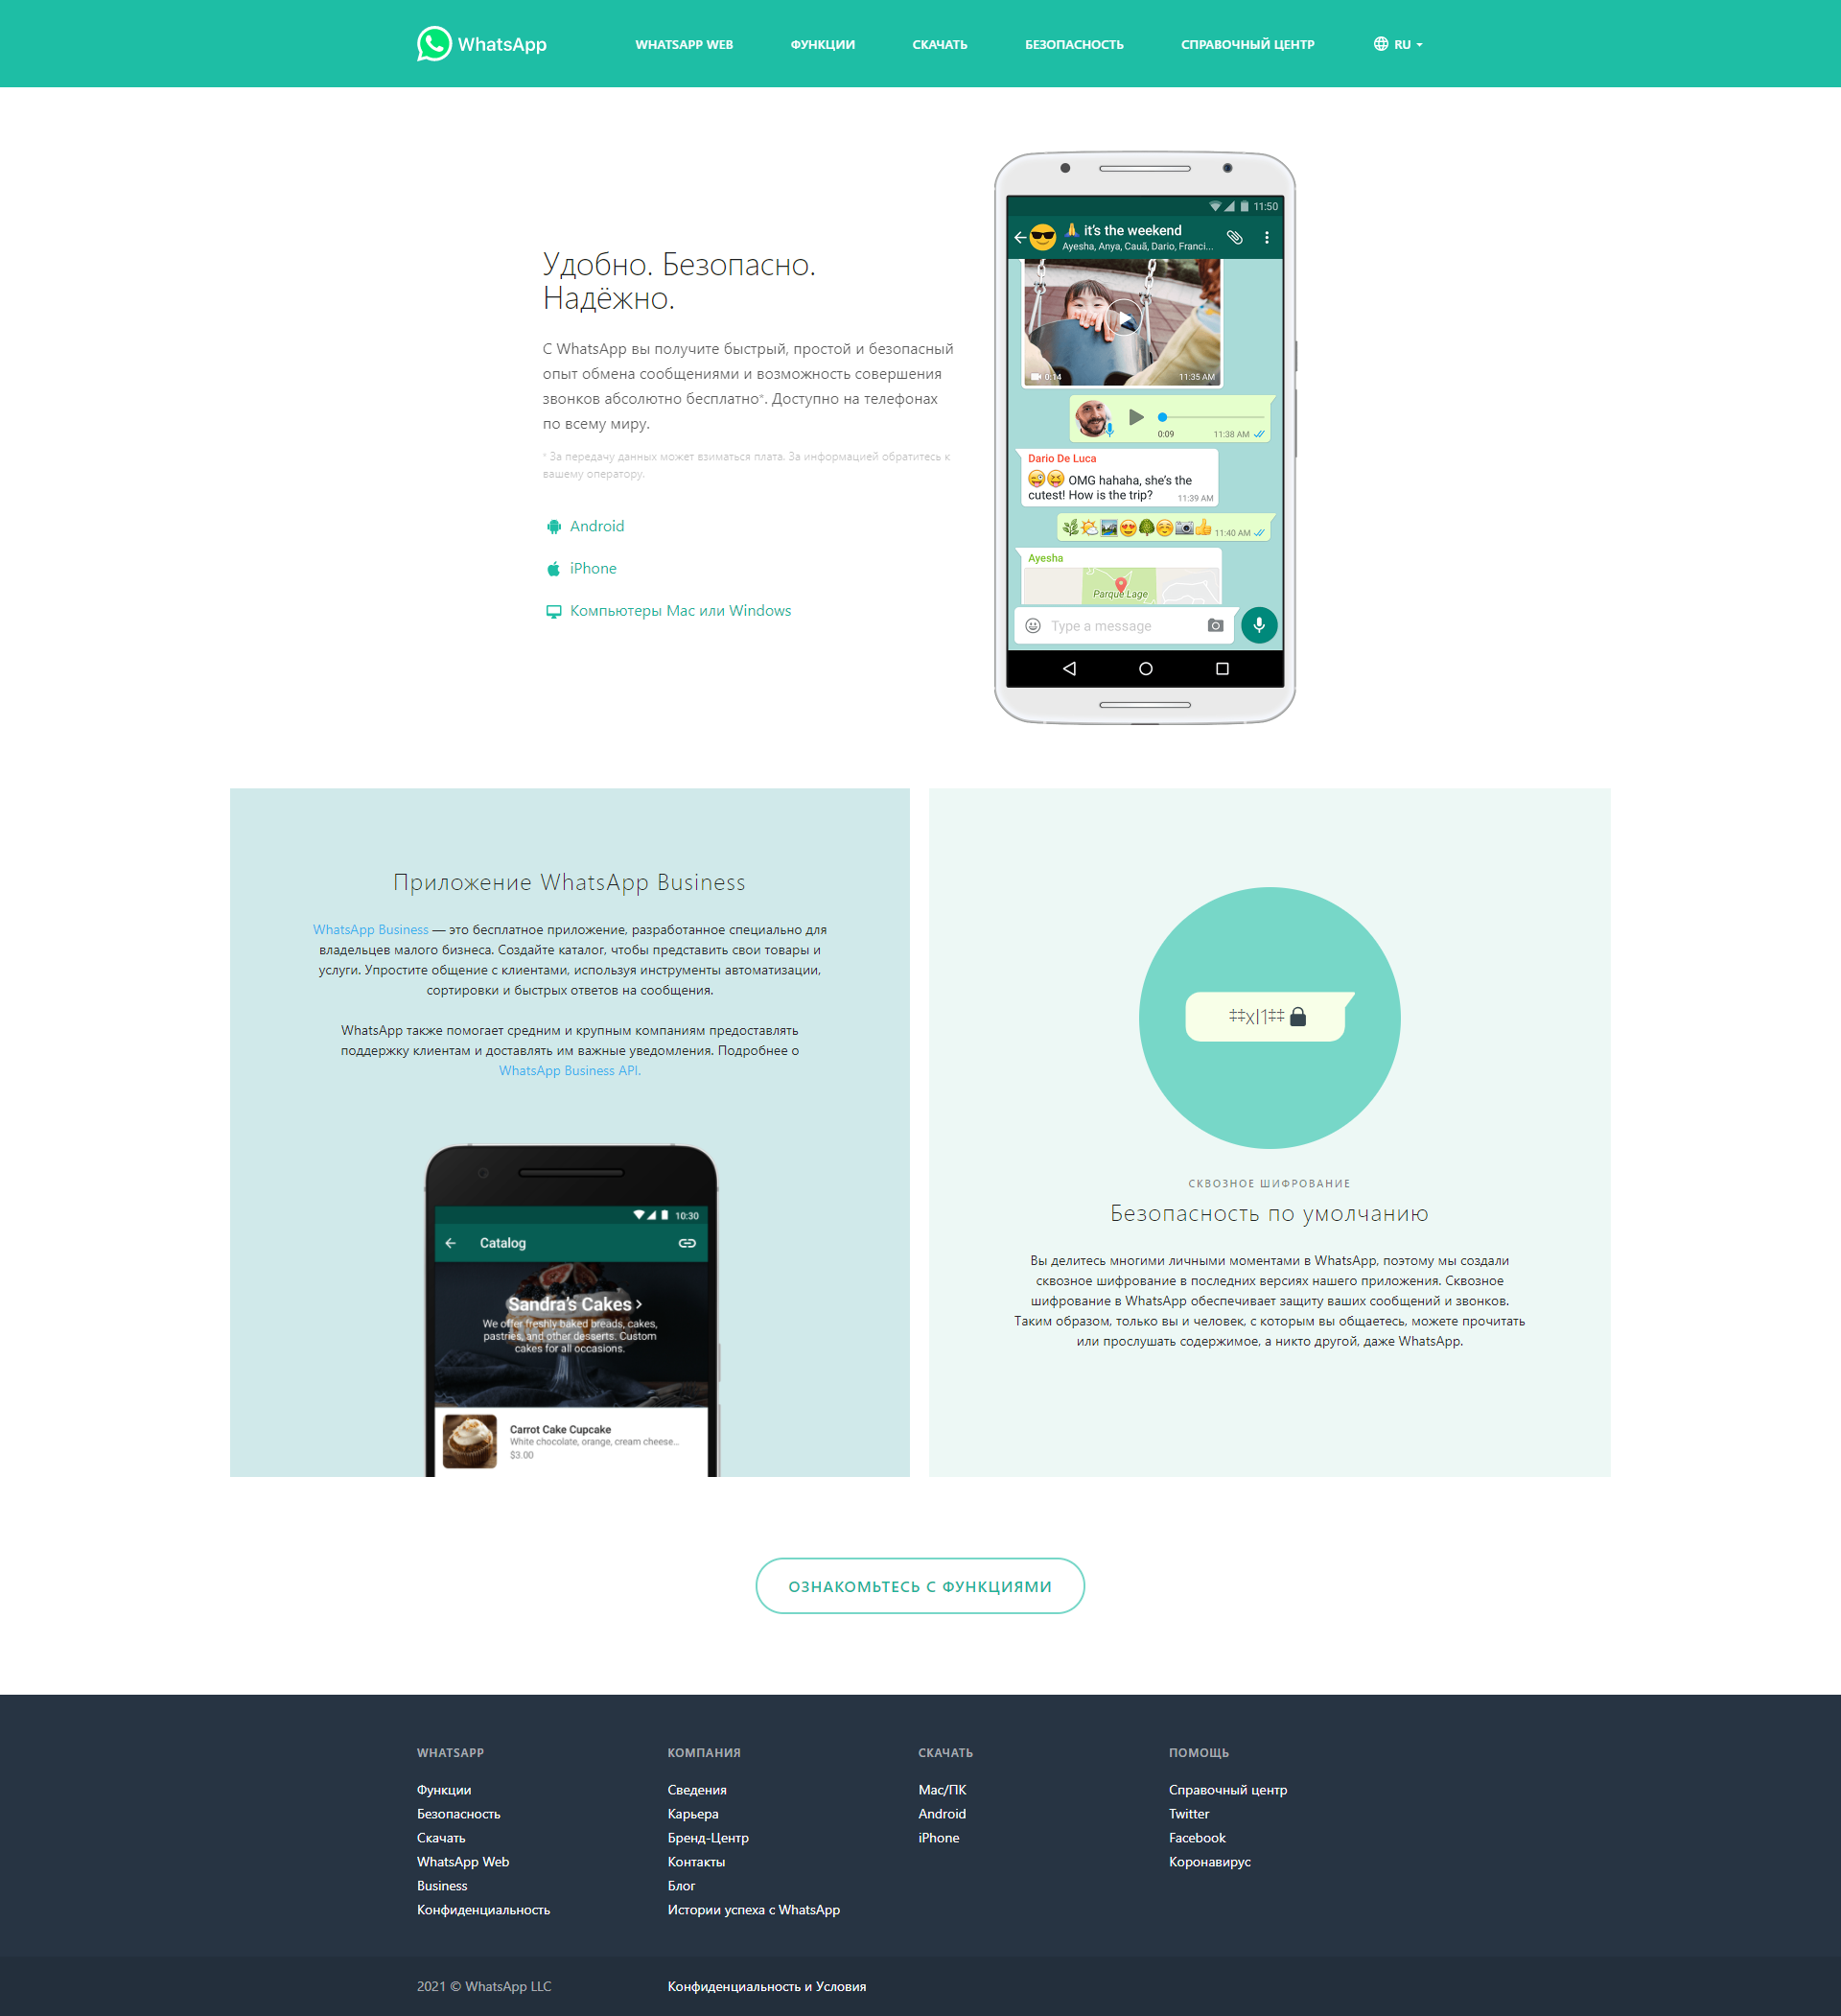 WhatsApp
WHATSAPP WEB
ФУНКЦИИ
СКАЧАТЬ
БЕЗОПАСНОСТЬ
СПРАВОЧНЫЙ ЦЕНТР
RU
Удобно. Безопасно.
Надёжно.
С WhatsApp вы получите быстрый, простой и безопасный
опыт обмена сообщениями и возможность совершения
звонков абсолютно бесплатно*. Доступно на телефонах
по всему миру.
* За передачу данных может взиматься плата. За информацией обратитесь к
вашему оператору.
Android
iPhone
Компьютеры Mac или Windows
11:50
it's the weekend
Ayesha, Anya, Cauã, Dario, Franci...
0:14
11:35 AM
0:09
11:38 AM
Dario De Luca
OMG hahaha, she's the
cutest! How is the trip?
11:39 AM
11:40 AM
Ayesha
Parque Lage
Type a message
Приложение WhatsApp Business
WhatsApp Business — это бесплатное приложение, разработанное специально для
владельцев малого бизнеса. Создайте каталог, чтобы представить свои товары и
услуги. Упростите общение с клиентами, используя инструменты автоматизации,
сортировки и быстрых ответов на сообщения.
WhatsApp также помогает средним и крупным компаниям предоставлять
поддержку клиентам и доставлять им важные уведомления. Подробнее о
WhatsApp Business API.
10:30
Catalog
Sandra's Cakes
We offer freshly baked breads, cakes,
pastries, and other desserts. Custom
cakes for all occasions.
Carrot Cake Cupcake
White chocolate, orange, cream cheese...
$3.00
‡‡xl1‡‡
СКВОЗНОЕ ШИФРОВАНИЕ
Безопасность по умолчанию
Вы делитесь многими личными моментами в WhatsApp, поэтому мы создали
сквозное шифрование в последних версиях нашего приложения. Сквозное
шифрование в WhatsApp обеспечивает защиту ваших сообщений и звонков.
Таким образом, только вы и человек, с которым вы общаетесь, можете прочитать
или прослушать содержимое, а никто другой, даже WhatsApp.
ОЗНАКОМЬТЕСЬ С ФУНКЦИЯМИ
WHATSAPP
Функции
Безопасность
Скачать
WhatsApp Web
Business
Конфиденциальность
КОМПАНИЯ
Сведения
Карьера
Бренд-Центр
Контакты
Блог
Истории успеха с WhatsApp
СКАЧАТЬ
Mac/ПК
Android
iPhone
ПОМОЩЬ
Справочный центр
Twitter
Facebook
Коронавирус
2021 © WhatsApp LLC
Конфиденциальность и Условия